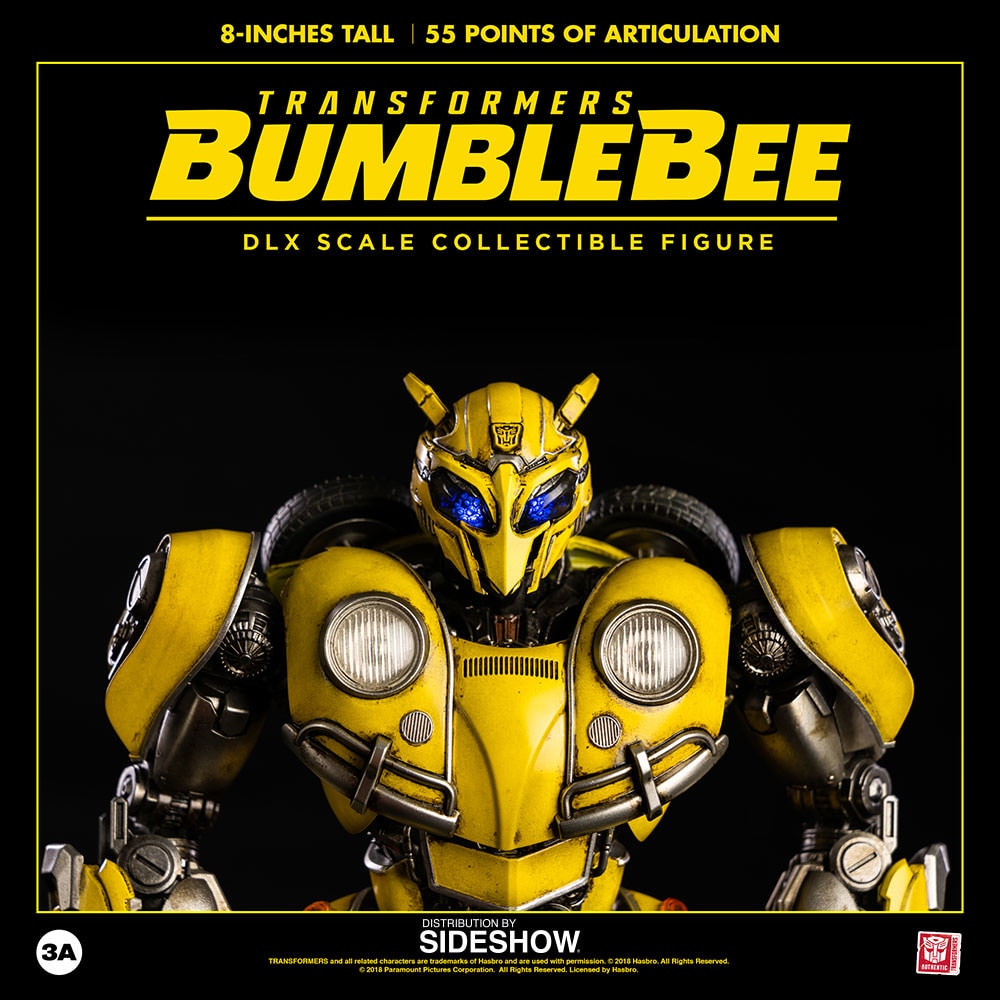 8-INCHES TALL | 55 POINTS OF ARTICULATION
TRANSFORMERS
BUMBLEBEE
DLX SCALE COLLECTIBLE FIGURE
DISTRIBUTION BY
SIDESHOW.
3A
TRANSFORMERS and all related characters are trademarks of Hasbro and are used with permission. © 2018 Hasbro. All Rights Reserved.
© 2018 Paramount Pictures Corporation. All Rights Reserved. Licensed by Hasbro.
AUTHENTIC
TRANSFORMERS